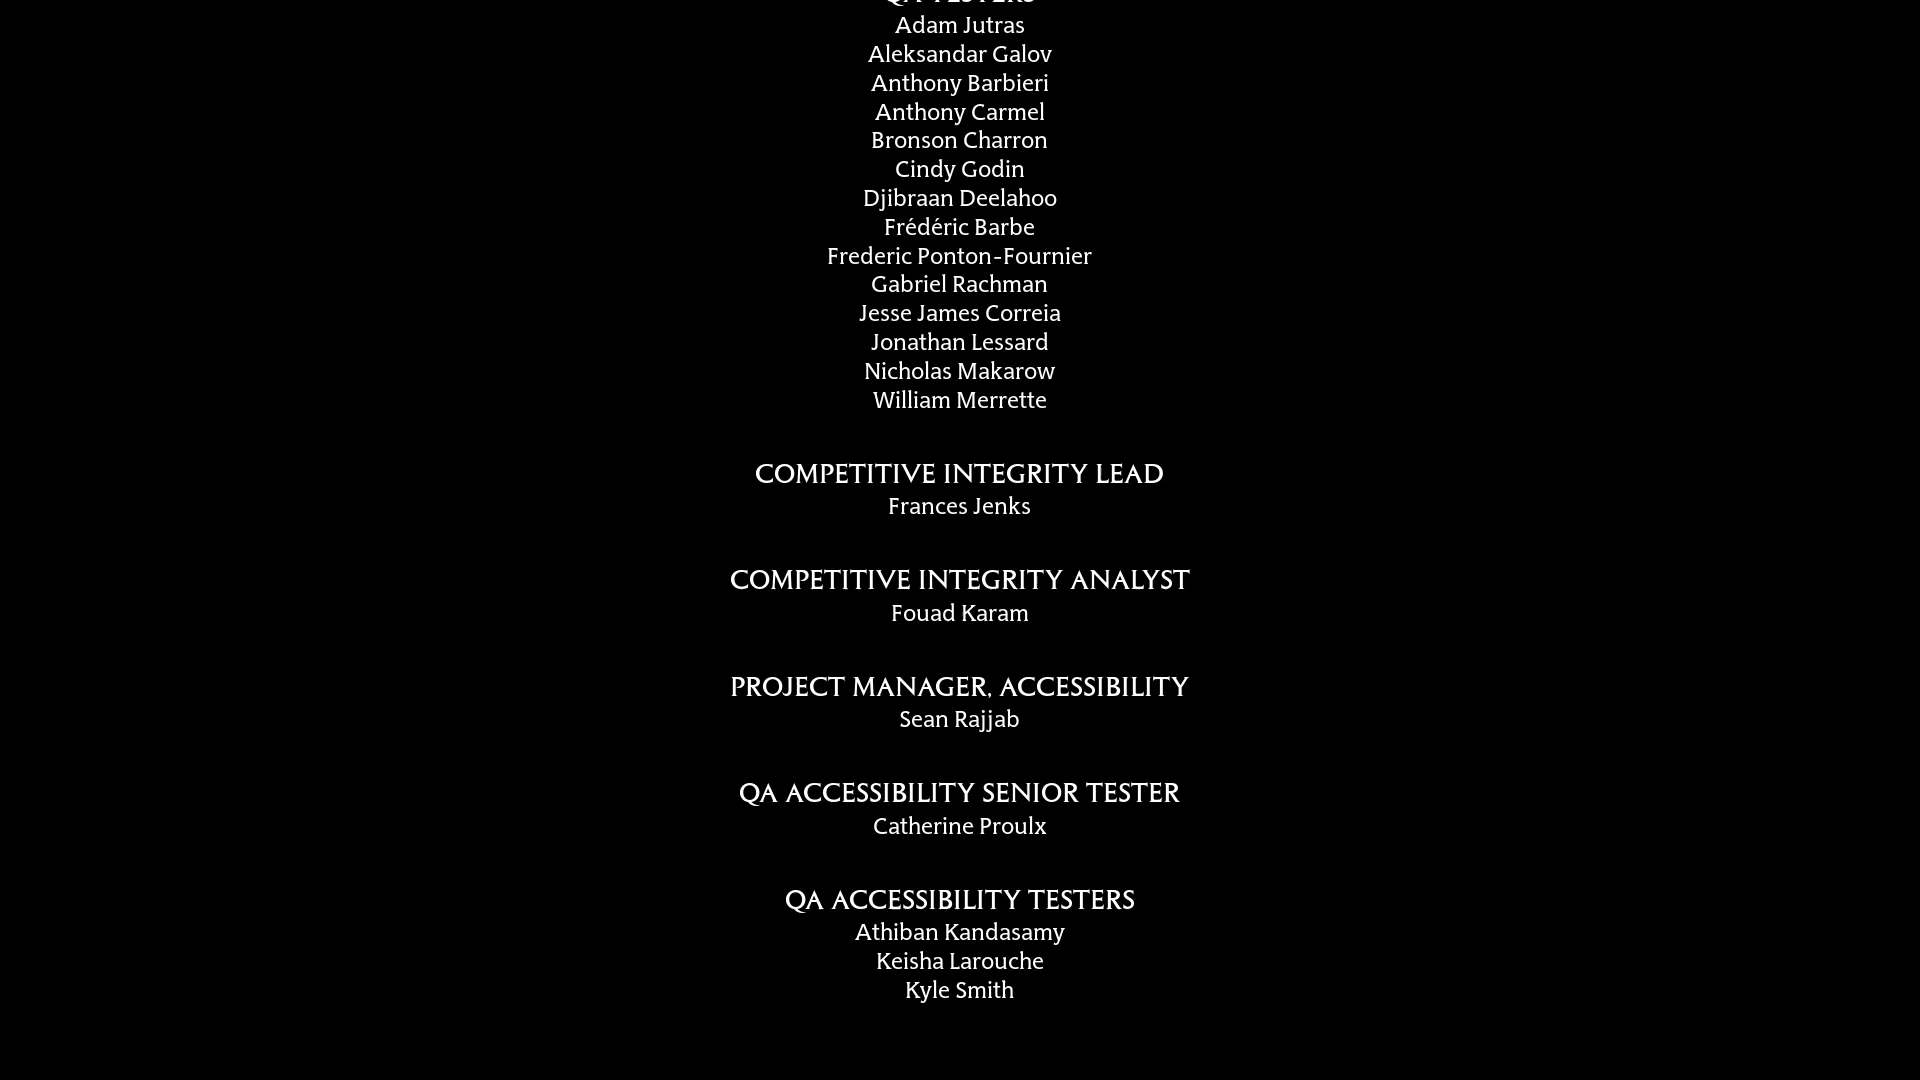 QA TESTERS
Adam Jutras
Aleksandar Galov
Anthony Barbieri
Anthony Carmel
Bronson Charron
Cindy Godin
Djibraan Deelahoo
Frédéric Barbe
Frederic Ponton-Fournier
Gabriel Rachman
Jesse James Correia
Jonathan Lessard
Nicholas Makarow
William Merrette
COMPETITIVE INTEGRITY LEAD
Frances Jenks
COMPETITIVE INTEGRITY ANALYST
Fouad Karam
PROJECT MANAGER, ACCESSIBILITY
Sean Rajjab
QA ACCESSIBILITY SENIOR TESTER
Catherine Proulx
QA ACCESSIBILITY TESTERS
Athiban Kandasamy
Keisha Larouche
Kyle Smith